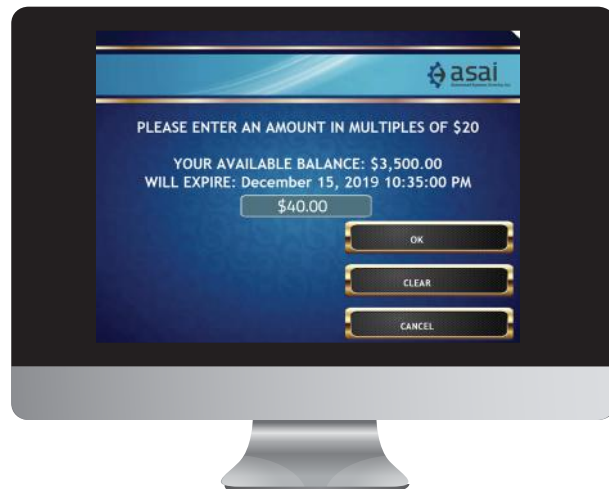 asai
PLEASE ENTER AN AMOUNT IN MULTIPLES OF $20
YOUR AVAILABLE BALANCE: $3,500.00
WILL EXPIRE: December 15, 2019 10:35:00 PM
$40.00
OK
CLEAR
CANCEL